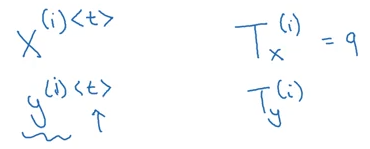 X^{(i)<t>} T_x^{(i)} = 9
y^{(i)<t>} ↑ T_y^{(i)}